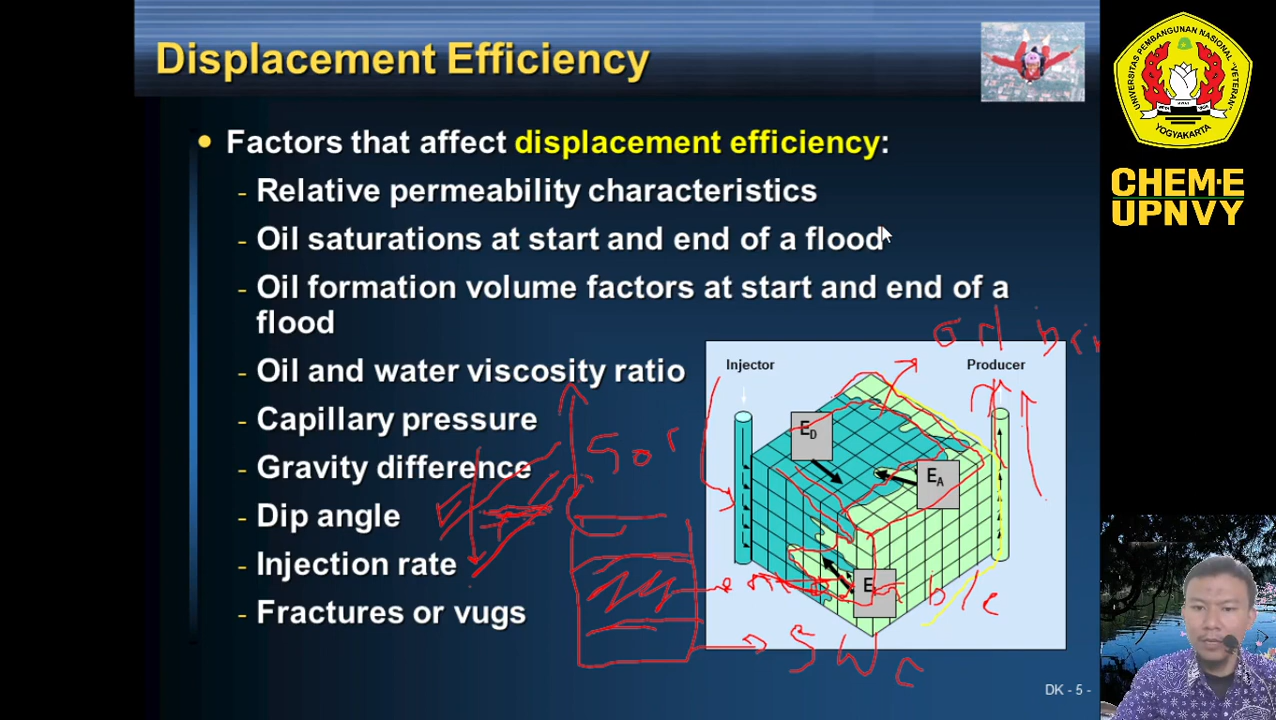 Displacement Efficiency
• Factors that affect displacement efficiency:
- Relative permeability characteristics
- Oil saturations at start and end of a flood
- Oil formation volume factors at start and end of a
flood
- Oil and water viscosity ratio
- Capillary pressure
- Gravity difference
- Dip angle
- Injection rate
- Fractures or vugs
Injector
Producer
ED
EA
E
Sor
Swc
DK - 5 -
UNIVERSITAS PEMBANGUNAN NASIONAL "VETERAN"
YOGYAKARTA
CHEM-E
UPNVY